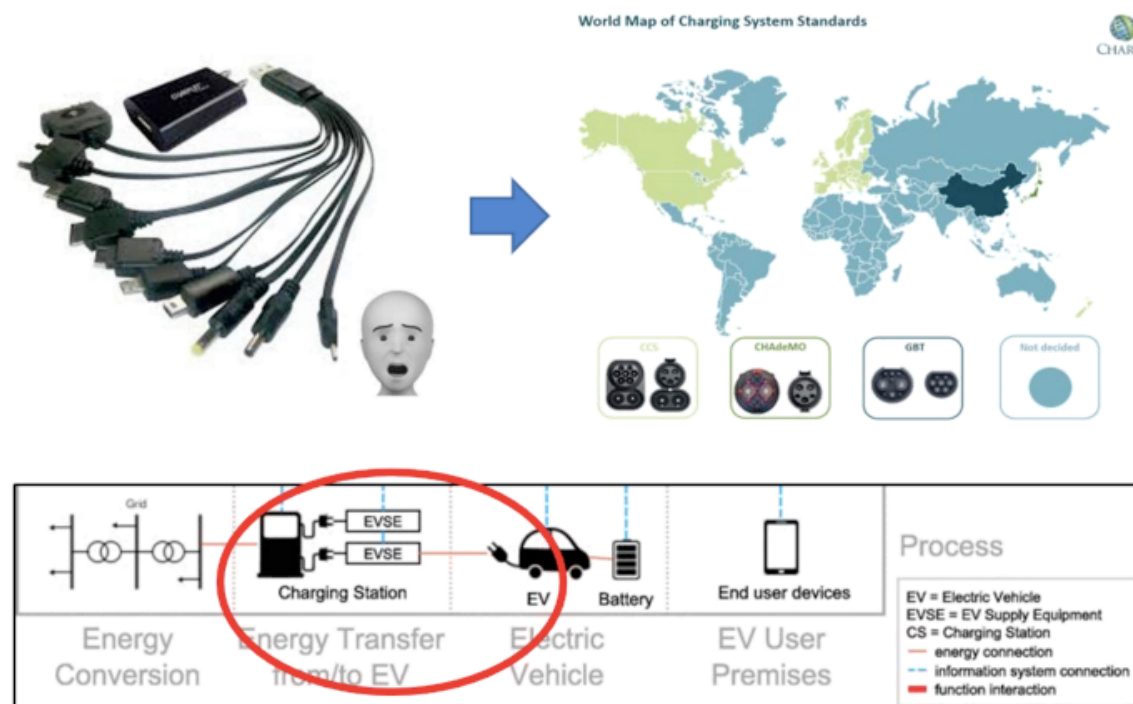 World Map of Charging System Standards
CCS
CHAdeMO
GBT
Not decided
Grid
EVSE
EVSE
Charging Station
EV
Battery
End user devices
Energy Conversion
Energy Transfer from/to EV
Electric Vehicle
EV User Premises
Process
EV = Electric Vehicle
EVSE = EV Supply Equipment
CS = Charging Station
energy connection
information system connection
function interaction